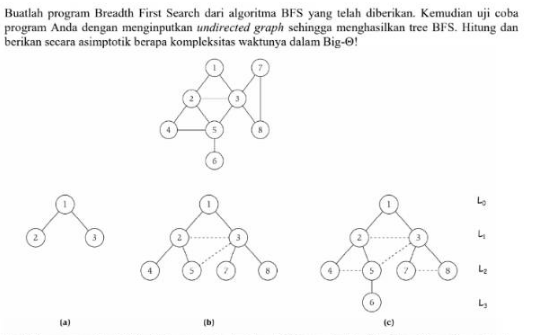 Buatlah program Breadth First Search dari algoritma BFS yang telah diberikan. Kemudian uji coba
program Anda dengan menginputkan undirected graph sehingga menghasilkan tree BFS. Hitung dan
berikan secara asimptotik berapa kompleksitas waktunya dalam Big-Θ!
1 7
2 3
4 5 8
6
1 1 1 L₀
2 3 2 3 2 3 L₁
4 5 7 8 4 5 7 8 L₂
6 L₃
(a) (b) (c)